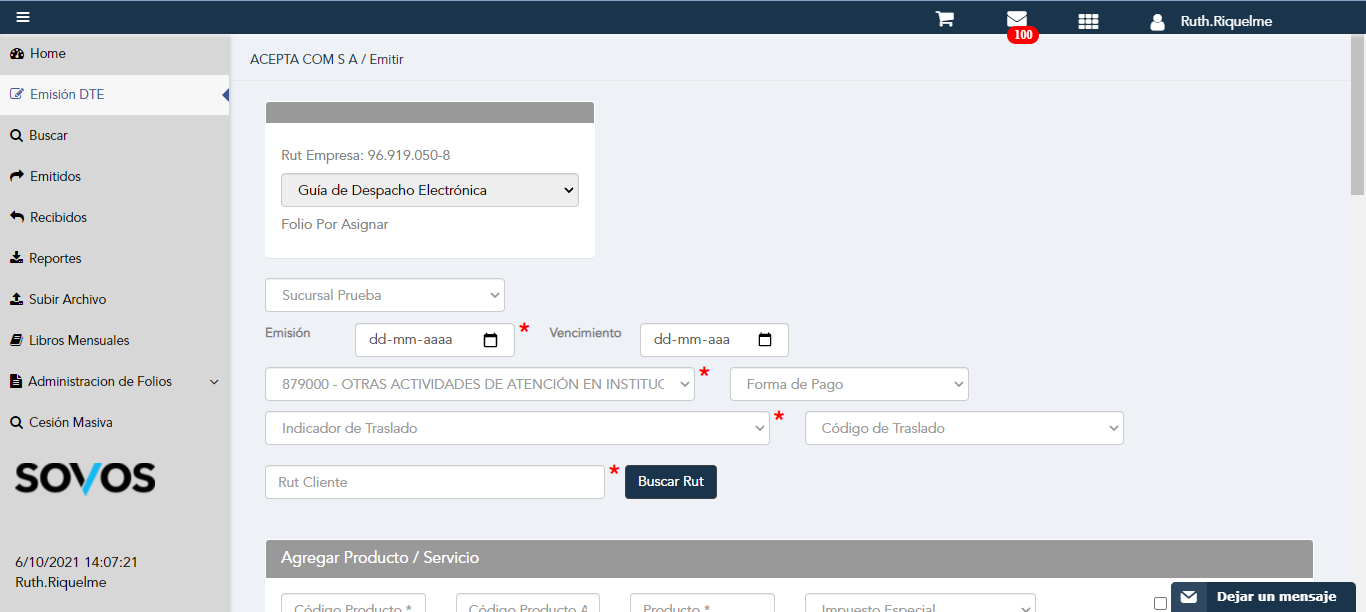 100
Ruth.Riquelme
Home
Emisión DTE
Buscar
Emitidos
Recibidos
Reportes
Subir Archivo
Libros Mensuales
Administracion de Folios
Cesión Masiva
SOVOS
6/10/2021 14:07:21
Ruth.Riquelme
ACEPTA COM S A / Emitir
Rut Empresa: 96.919.050-8
Guía de Despacho Electrónica
Folio Por Asignar
Sucursal Prueba
Emisión dd-mm-aaaa * Vencimiento dd-mm-aaa
879000 - OTRAS ACTIVIDADES DE ATENCIÓN EN INSTITUC * Forma de Pago
Indicador de Traslado * Código de Traslado
Rut Cliente * Buscar Rut
Agregar Producto / Servicio
Código Producto * Código Producto A Producto * Impuesto Especial
Dejar un mensaje